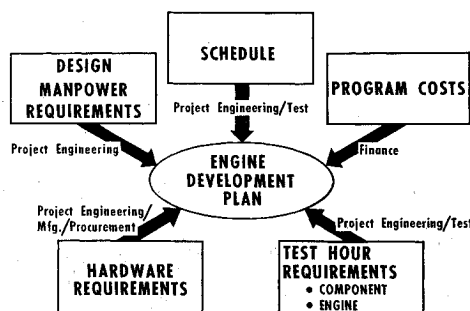 SCHEDULE
DESIGN
MANPOWER
REQUIREMENTS
PROGRAM COSTS
Project Engineering/Test
Project Engineering
Finance
ENGINE
DEVELOPMENT
PLAN
Project Engineering/
Mfg./Procurement
Project Engineering/Test
HARDWARE
REQUIREMENTS
TEST HOUR
REQUIREMENTS
• COMPONENT
• ENGINE